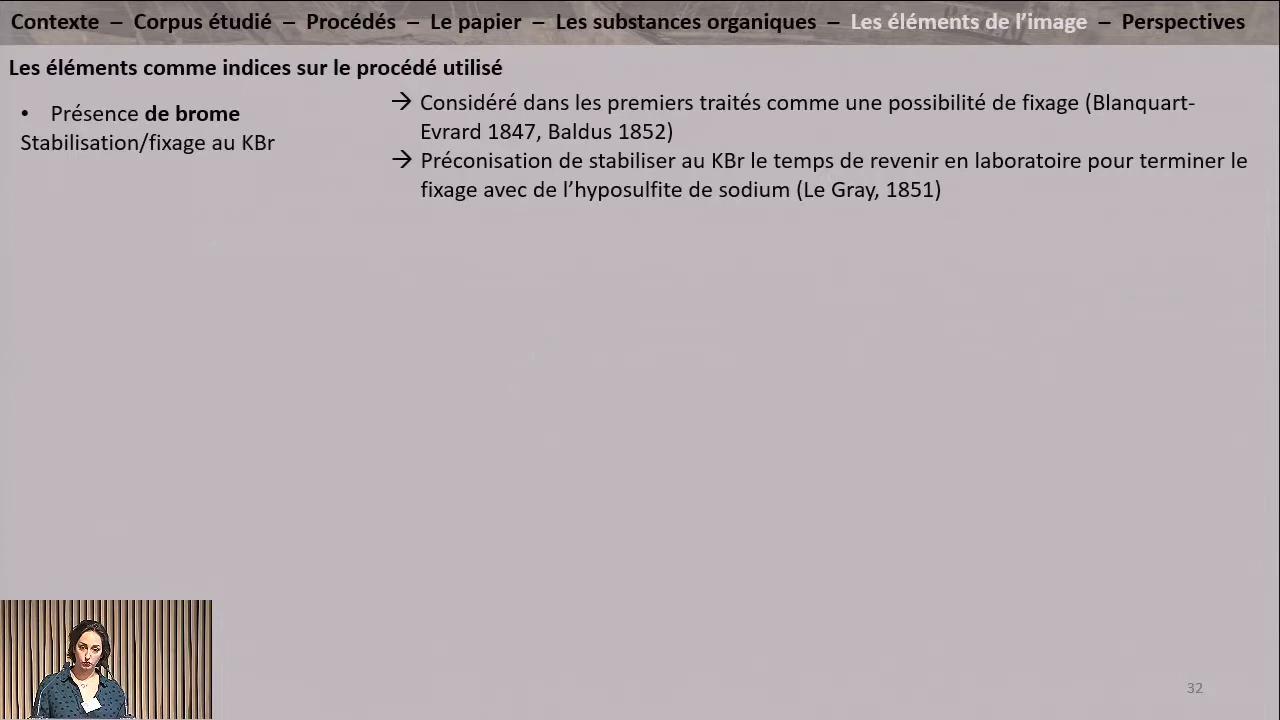 Contexte – Corpus étudié – Procédés – Le papier – Les substances organiques – Les éléments de l'image – Perspectives
Les éléments comme indices sur le procédé utilisé
• Présence de brome
Stabilisation/fixage au KBr
→ Considéré dans les premiers traités comme une possibilité de fixage (Blanquart-
Evrard 1847, Baldus 1852)
→ Préconisation de stabiliser au KBr le temps de revenir en laboratoire pour terminer le
fixage avec de l'hyposulfite de sodium (Le Gray, 1851)
32